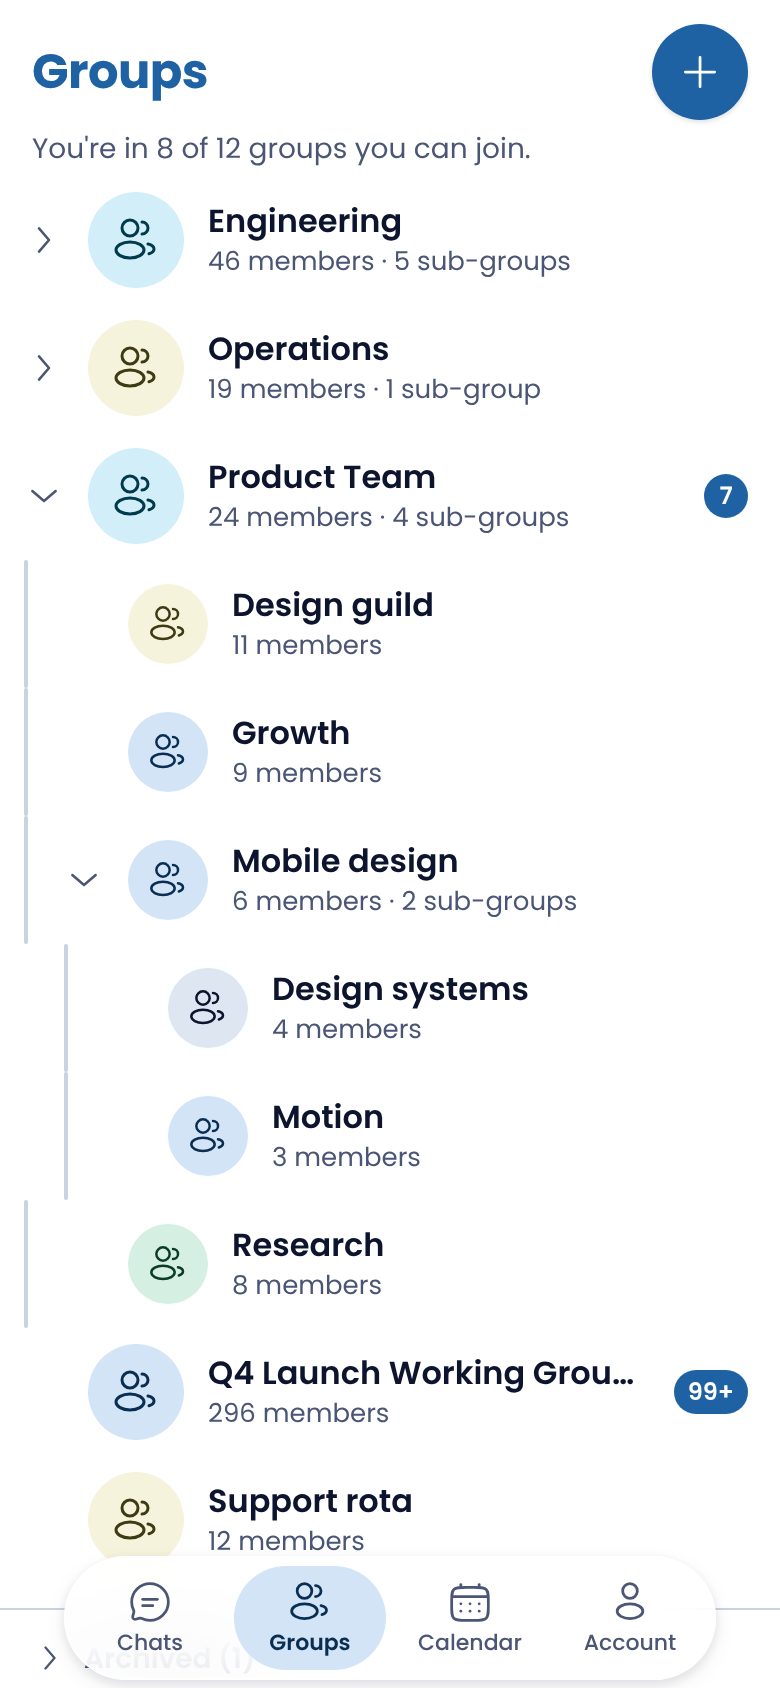 Groups
You're in 8 of 12 groups you can join.
Engineering
46 members · 5 sub-groups
Operations
19 members · 1 sub-group
Product Team
24 members · 4 sub-groups
7
Design guild
11 members
Growth
9 members
Mobile design
6 members · 2 sub-groups
Design systems
4 members
Motion
3 members
Research
8 members
Q4 Launch Working Grou...
296 members
99+
Support rota
12 members
Archived (1)
Chats
Groups
Calendar
Account